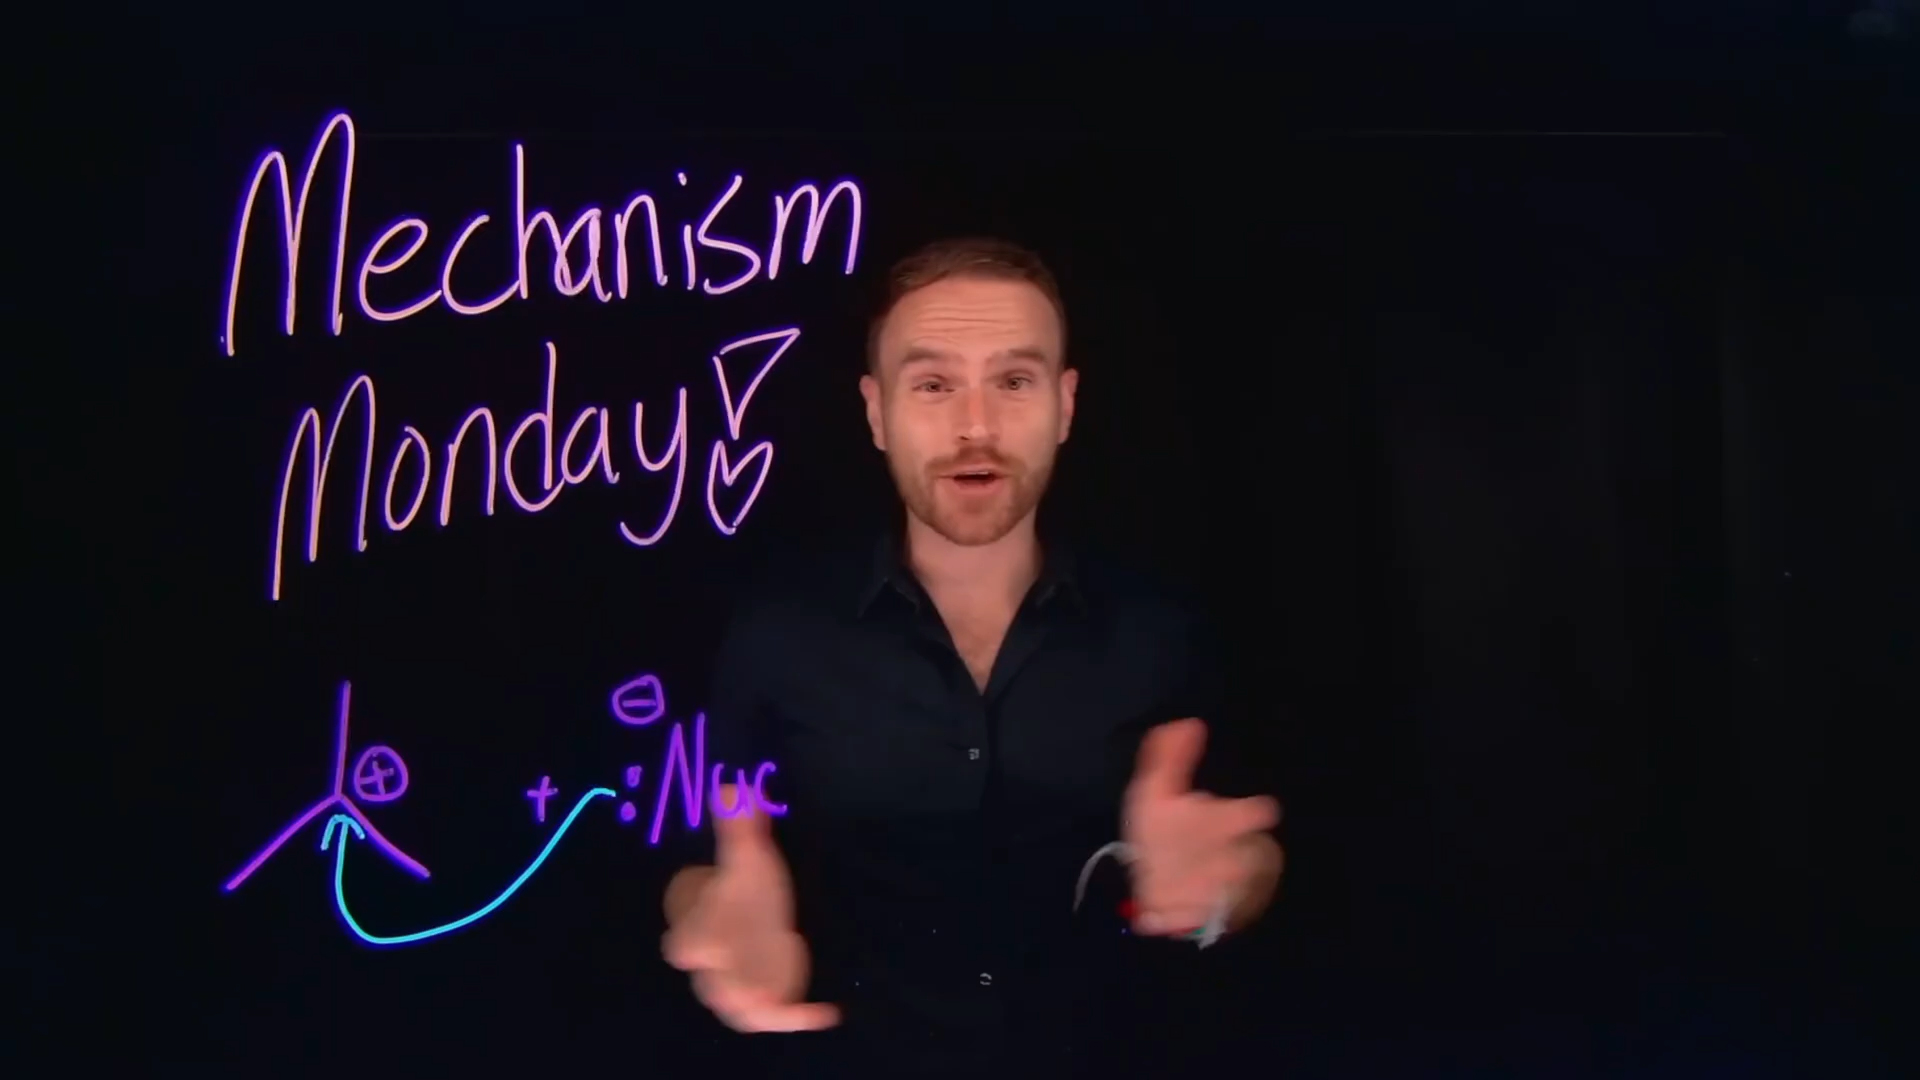 Mechanism
Monday!
⊕ + :Nuc ⊖